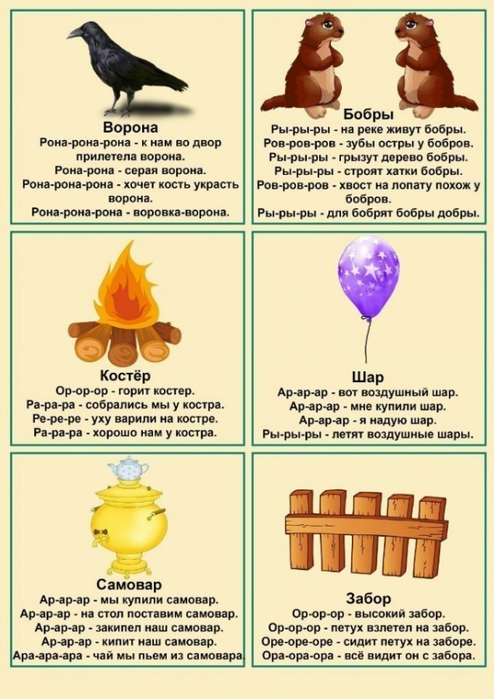 Ворона
Рона-рона-рона - к нам во двор
прилетела ворона.
Рона-рона - серая ворона.
Рона-рона-рона - хочет кость украсть
ворона.
Рона-рона-рона - воровка-ворона.
Бобры
Ры-ры-ры - на реке живут бобры.
Ров-ров-ров - зубы остры у бобров.
Ры-ры-ры - грызут дерево бобры.
Ры-ры-ры - строят хатки бобры.
Ров-ров-ров - хвост на лопату похож у
бобров.
Ры-ры-ры - для бобрят бобры добры.
Костёр
Ор-ор-ор - горит костер.
Ра-ра-ра - собрались мы у костра.
Ре-ре-ре - уху варили на костре.
Ра-ра-ра - хорошо нам у костра.
Шар
Ар-ар-ар - вот воздушный шар.
Ар-ар-ар - мне купили шар.
Ар-ар-ар - я надую шар.
Ры-ры-ры - летят воздушные шары.
Самовар
Ар-ар-ар - мы купили самовар.
Ар-ар-ар - на стол поставим самовар.
Ар-ар-ар - закипел наш самовар.
Ар-ар-ар - кипит наш самовар.
Ара-ара-ара - чай мы пьем из самовара.
Забор
Ор-ор-ор - высокий забор.
Ор-ор-ор - петух взлетел на забор.
Оре-оре-оре - сидит петух на заборе.
Ора-ора-ора - всё видит он с забора.